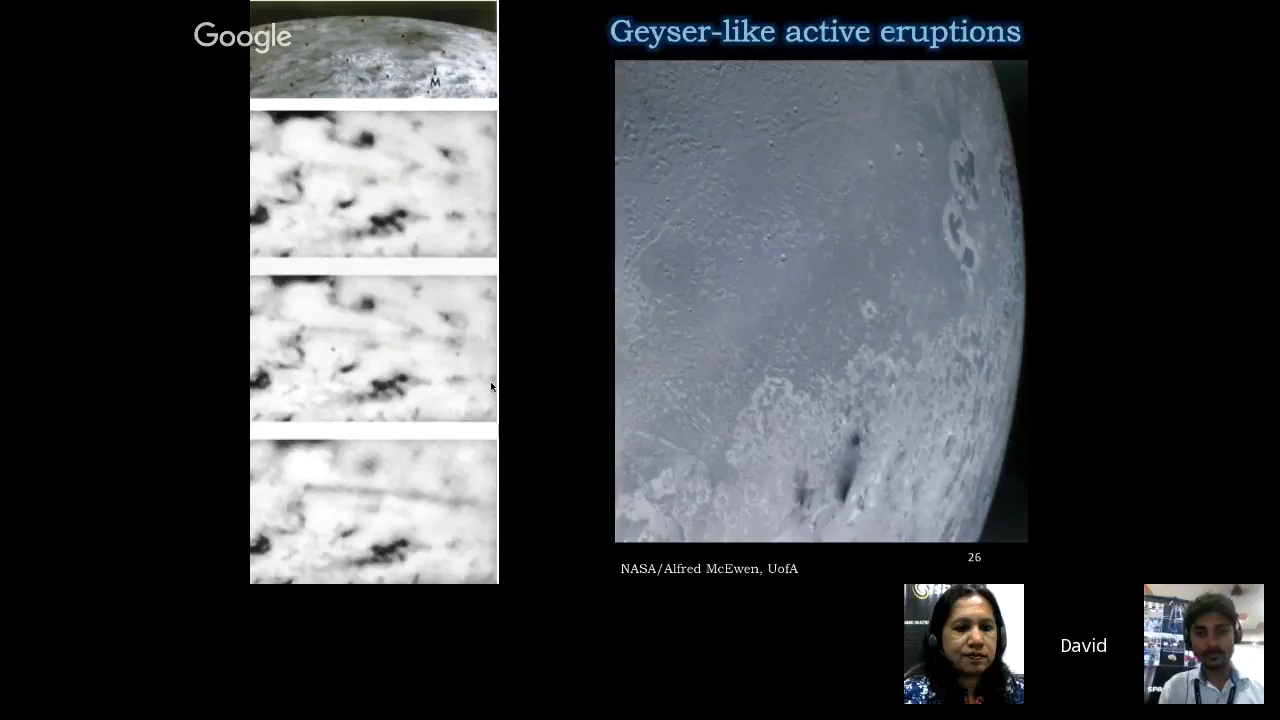 Google
M
Geyser-like active eruptions
26
NASA/Alfred McEwen, UofA
David